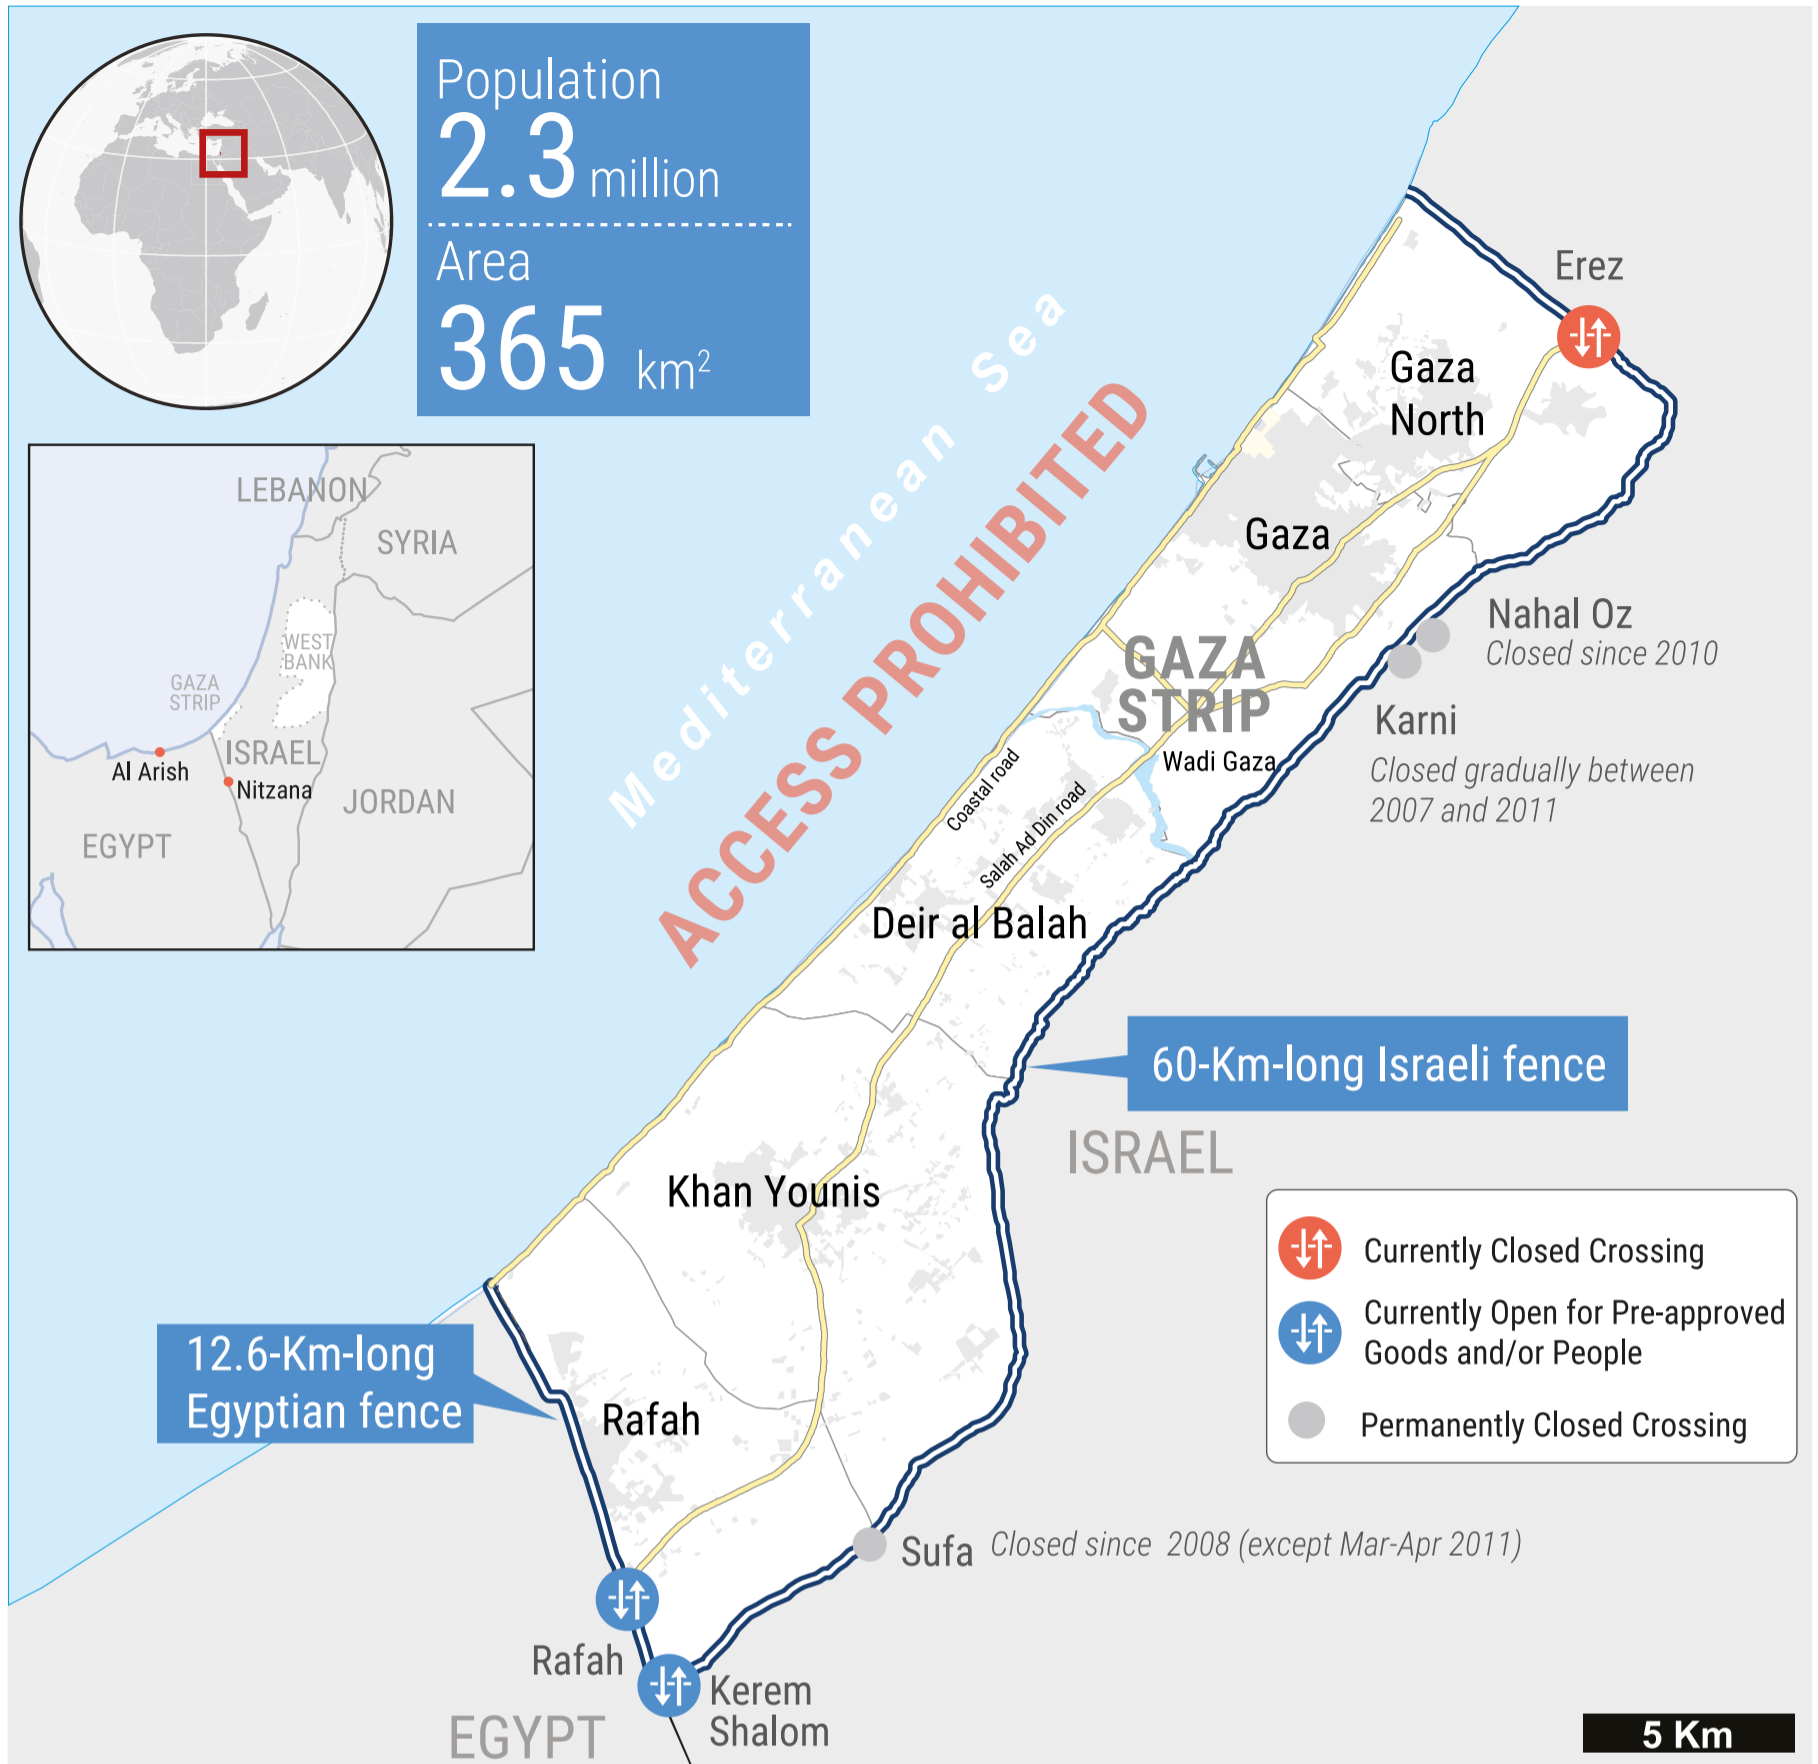 Population
2.3 million
Area
365 km²
LEBANON
SYRIA
WEST
BANK
GAZA
STRIP
ISRAEL
Al Arish
Nitzana
JORDAN
EGYPT
Mediterranean Sea
ACCESS PROHIBITED
Erez
Gaza
North
Gaza
Nahal Oz
Closed since 2010
GAZA
STRIP
Karni
Closed gradually between
2007 and 2011
Wadi Gaza
Coastal road
Salah Ad Din road
Deir al Balah
60-Km-long Israeli fence
ISRAEL
Khan Younis
Currently Closed Crossing
Currently Open for Pre-approved
Goods and/or People
Permanently Closed Crossing
12.6-Km-long
Egyptian fence
Rafah
Sufa Closed since 2008 (except Mar-Apr 2011)
Rafah
Kerem
Shalom
EGYPT
5 Km